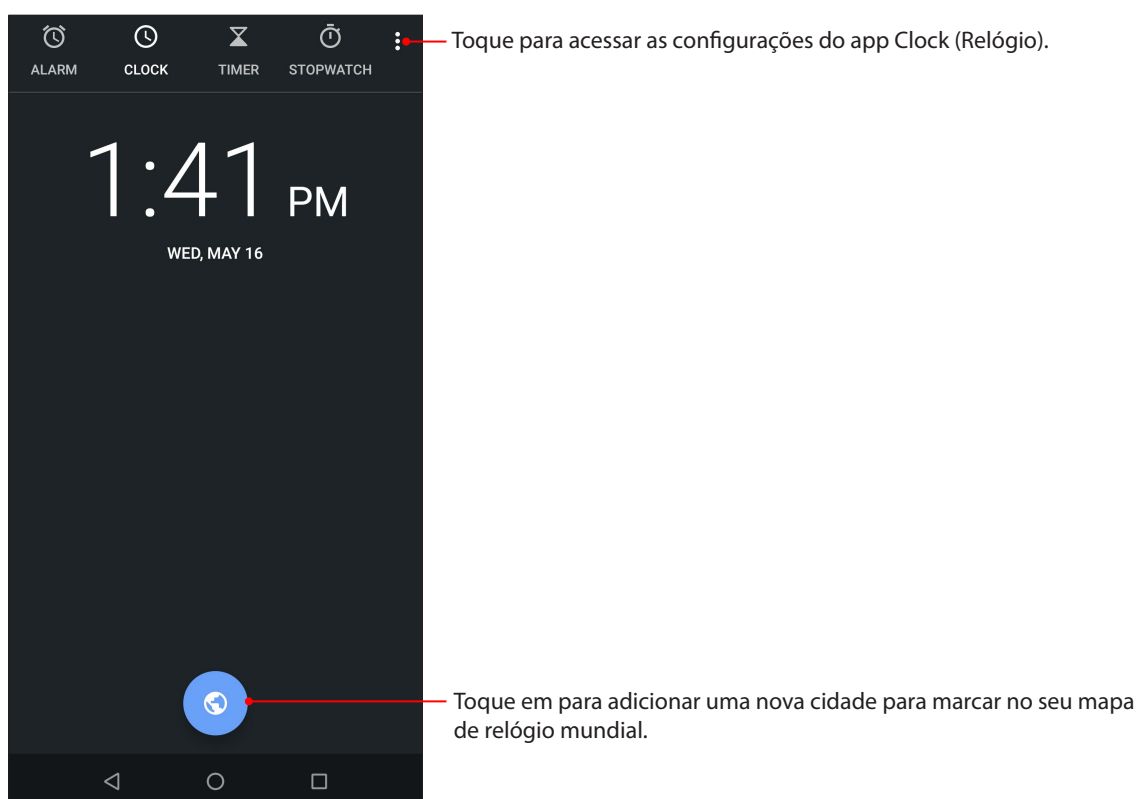 Toque para acessar as configurações do app Clock (Relógio).
ALARM CLOCK TIMER STOPWATCH
1:41 PM
WED, MAY 16
Toque em para adicionar uma nova cidade para marcar no seu mapa
de relógio mundial.